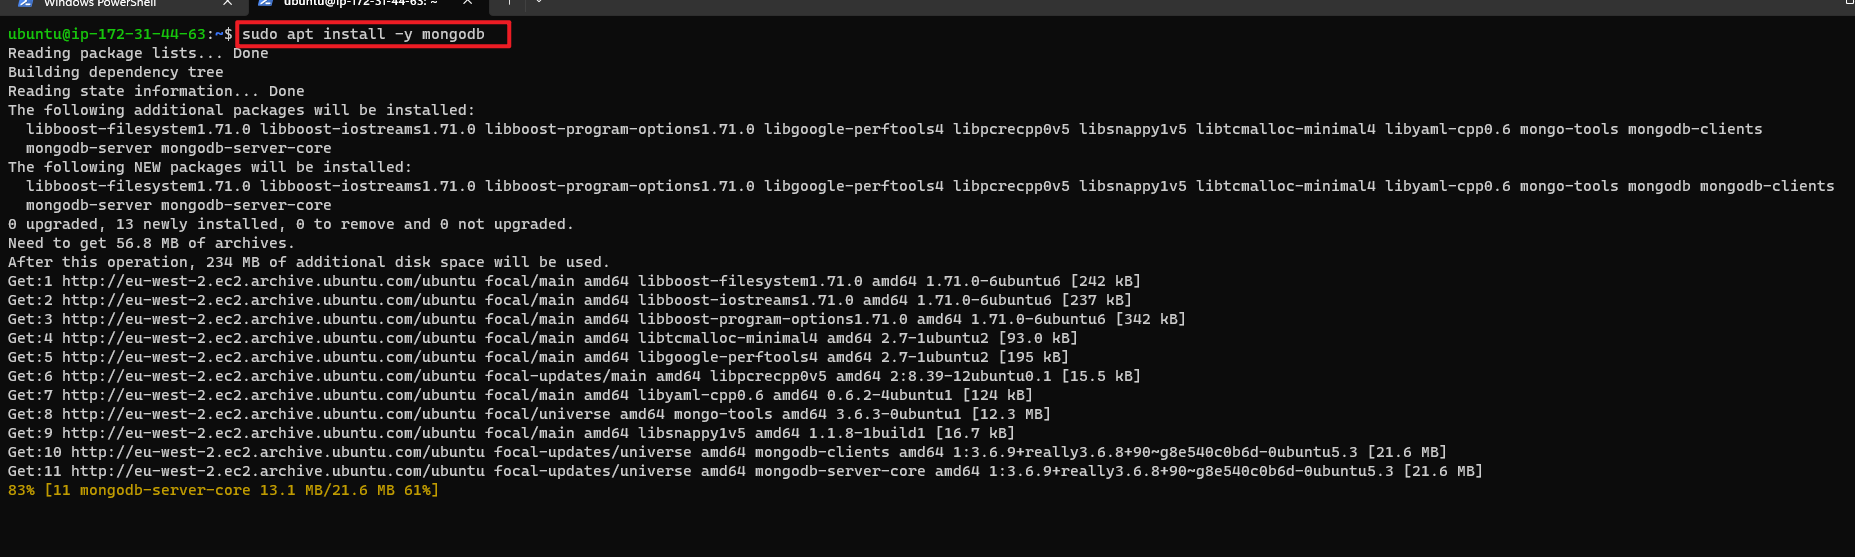 Windows PowerShell
ubuntu@ip-172-31-44-63: ~
ubuntu@ip-172-31-44-63:~$ sudo apt install -y mongodb
Reading package lists... Done
Building dependency tree
Reading state information... Done
The following additional packages will be installed:
  libboost-filesystem1.71.0 libboost-iostreams1.71.0 libboost-program-options1.71.0 libgoogle-perftools4 libpcrecpp0v5 libsnappy1v5 libtcmalloc-minimal4 libyaml-cpp0.6 mongo-tools mongodb-clients
  mongodb-server mongodb-server-core
The following NEW packages will be installed:
  libboost-filesystem1.71.0 libboost-iostreams1.71.0 libboost-program-options1.71.0 libgoogle-perftools4 libpcrecpp0v5 libsnappy1v5 libtcmalloc-minimal4 libyaml-cpp0.6 mongo-tools mongodb mongodb-clients
  mongodb-server mongodb-server-core
0 upgraded, 13 newly installed, 0 to remove and 0 not upgraded.
Need to get 56.8 MB of archives.
After this operation, 234 MB of additional disk space will be used.
Get:1 http://eu-west-2.ec2.archive.ubuntu.com/ubuntu focal/main amd64 libboost-filesystem1.71.0 amd64 1.71.0-6ubuntu6 [242 kB]
Get:2 http://eu-west-2.ec2.archive.ubuntu.com/ubuntu focal/main amd64 libboost-iostreams1.71.0 amd64 1.71.0-6ubuntu6 [237 kB]
Get:3 http://eu-west-2.ec2.archive.ubuntu.com/ubuntu focal/main amd64 libboost-program-options1.71.0 amd64 1.71.0-6ubuntu6 [342 kB]
Get:4 http://eu-west-2.ec2.archive.ubuntu.com/ubuntu focal/main amd64 libtcmalloc-minimal4 amd64 2.7-1ubuntu2 [93.0 kB]
Get:5 http://eu-west-2.ec2.archive.ubuntu.com/ubuntu focal/main amd64 libgoogle-perftools4 amd64 2.7-1ubuntu2 [195 kB]
Get:6 http://eu-west-2.ec2.archive.ubuntu.com/ubuntu focal-updates/main amd64 libpcrecpp0v5 amd64 2:8.39-12ubuntu0.1 [15.5 kB]
Get:7 http://eu-west-2.ec2.archive.ubuntu.com/ubuntu focal/main amd64 libyaml-cpp0.6 amd64 0.6.2-4ubuntu1 [124 kB]
Get:8 http://eu-west-2.ec2.archive.ubuntu.com/ubuntu focal/universe amd64 mongo-tools amd64 3.6.3-0ubuntu1 [12.3 MB]
Get:9 http://eu-west-2.ec2.archive.ubuntu.com/ubuntu focal/main amd64 libsnappy1v5 amd64 1.1.8-1build1 [16.7 kB]
Get:10 http://eu-west-2.ec2.archive.ubuntu.com/ubuntu focal-updates/universe amd64 mongodb-clients amd64 1:3.6.9+really3.6.8+90~g8e540c0b6d-0ubuntu5.3 [21.6 MB]
Get:11 http://eu-west-2.ec2.archive.ubuntu.com/ubuntu focal-updates/universe amd64 mongodb-server-core amd64 1:3.6.9+really3.6.8+90~g8e540c0b6d-0ubuntu5.3 [21.6 MB]
83% [11 mongodb-server-core 13.1 MB/21.6 MB 61%]